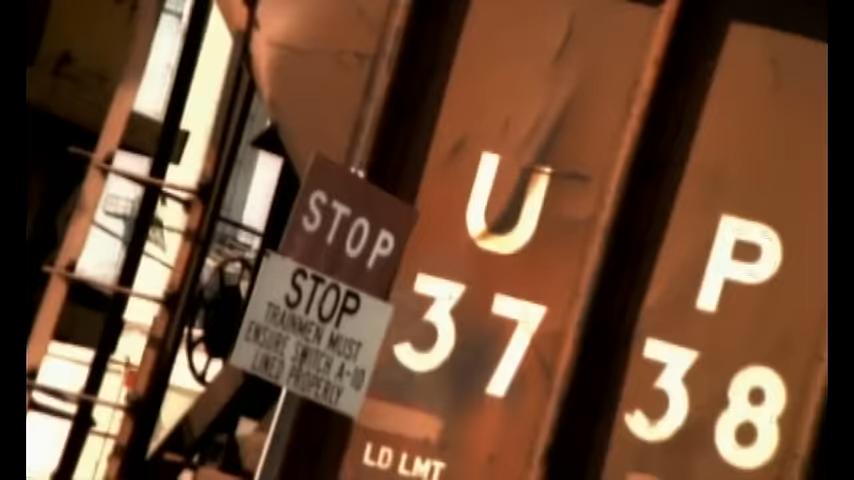 STOP
STOP
TRAINMEN MUST
ENSURE SWITCH A-10
LINED PROPERLY
U P
37 38
LD LMT